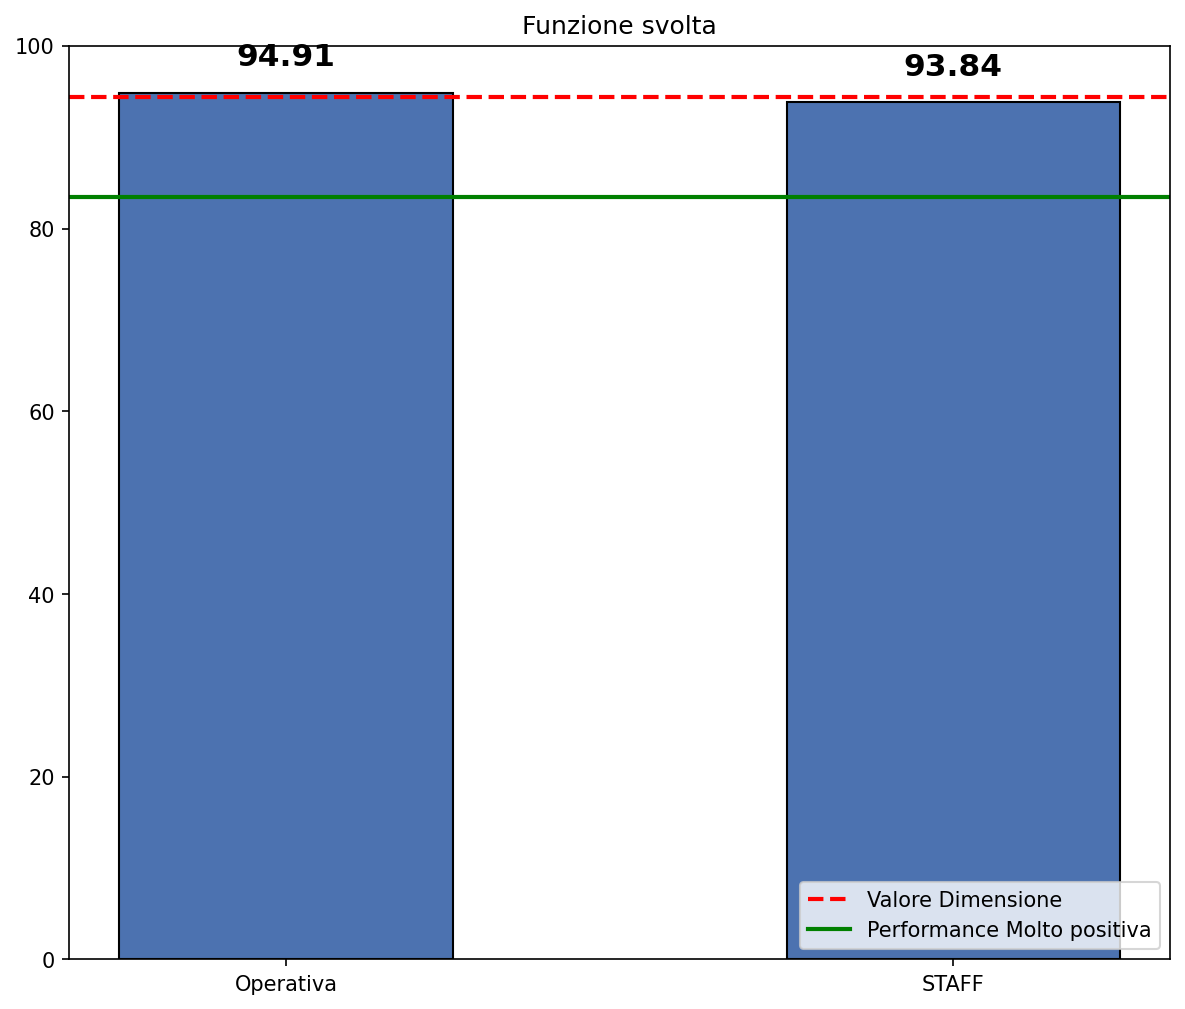 Funzione svolta
100
80
60
40
20
0
94.91
93.84
Valore Dimensione
Performance Molto positiva
Operativa
STAFF